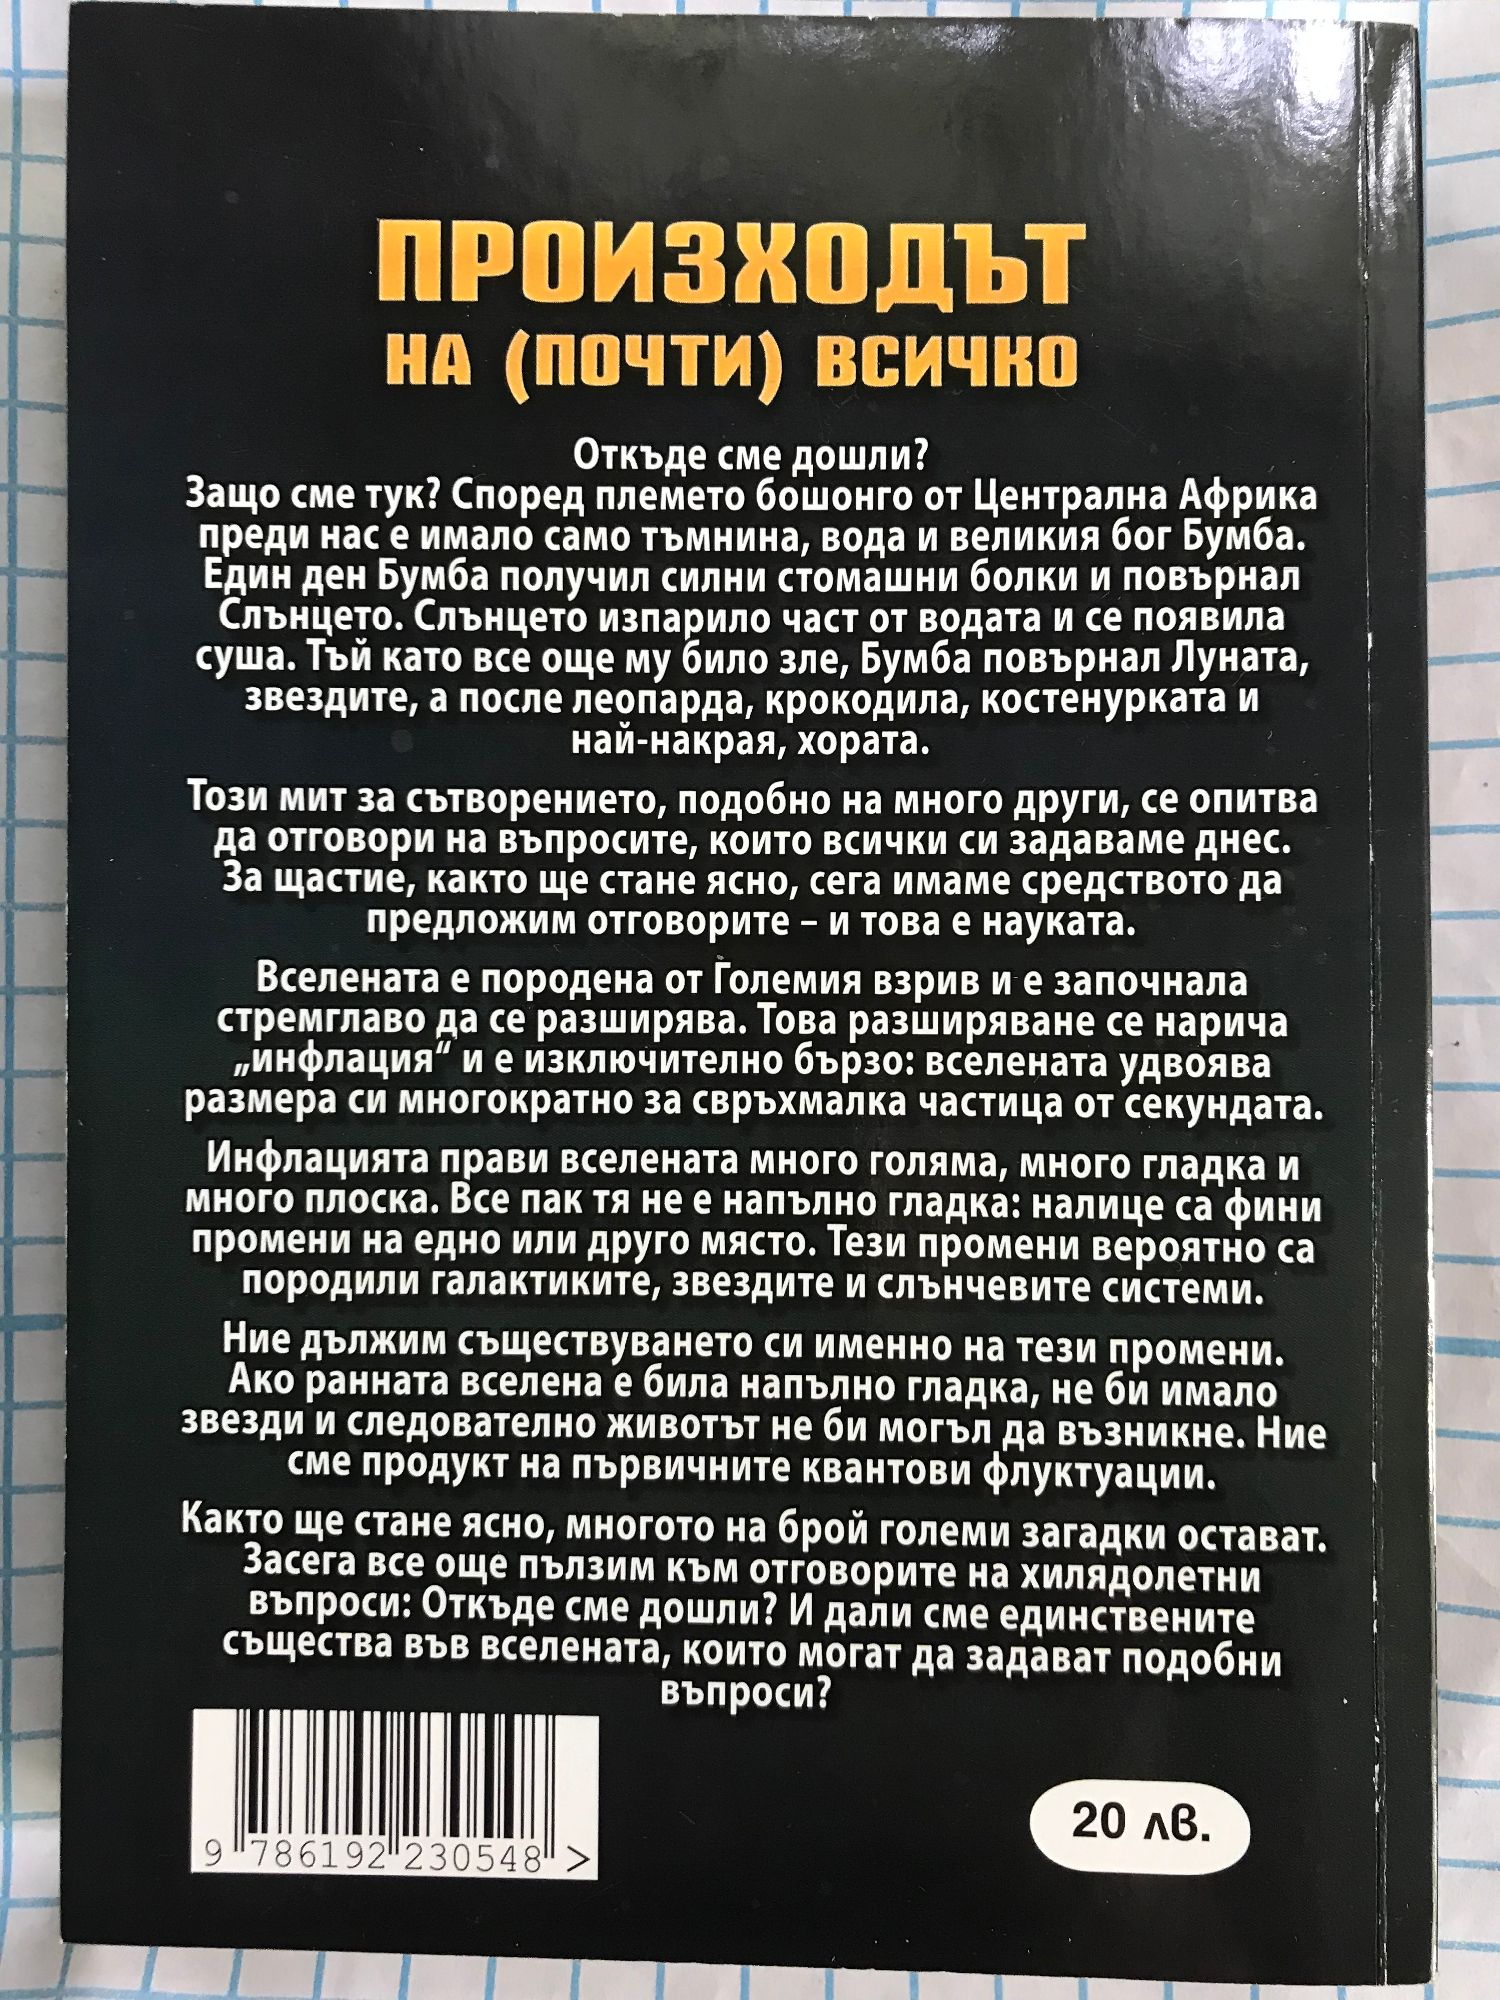 ПРОИЗХОДЪТ
НА (ПОЧТИ) ВСИЧКО
Откъде сме дошли?
Защо сме тук? Според племето бошонго от Централна Африка
преди нас е имало само тъмнина, вода и великия бог Бумба.
Един ден Бумба получил силни стомашни болки и повърнал
Слънцето. Слънцето изпарило част от водата и се появила
суша. Тъй като все още му било зле, Бумба повърнал Луната,
звездите, а после леопарда, крокодила, костенурката и
най-накрая, хората.
Този мит за сътворението, подобно на много други, се опитва
да отговори на въпросите, които всички си задаваме днес.
За щастие, както ще стане ясно, сега имаме средството да
предложим отговорите – и това е науката.
Вселената е породена от Големия взрив и е започнала
стремглаво да се разширява. Това разширяване се нарича
„инфлация“ и е изключително бързо: вселената удвоява
размера си многократно за свръхмалка частица от секундата.
Инфлацията прави вселената много голяма, много гладка и
много плоска. Все пак тя не е напълно гладка: налице са фини
промени на едно или друго място. Тези промени вероятно са
породили галактиките, звездите и слънчевите системи.
Ние дължим съществуването си именно на тези промени.
Ако ранната вселена е била напълно гладка, не би имало
звезди и следователно животът не би могъл да възникне. Ние
сме продукт на първичните квантови флуктуации.
Както ще стане ясно, многото на брой големи загадки остават.
Засега все още пълзим към отговорите на хилядолетни
въпроси: Откъде сме дошли? И дали сме единствените
същества във вселената, които могат да задават подобни
въпроси?
9 786192 230548 >
20 лв.